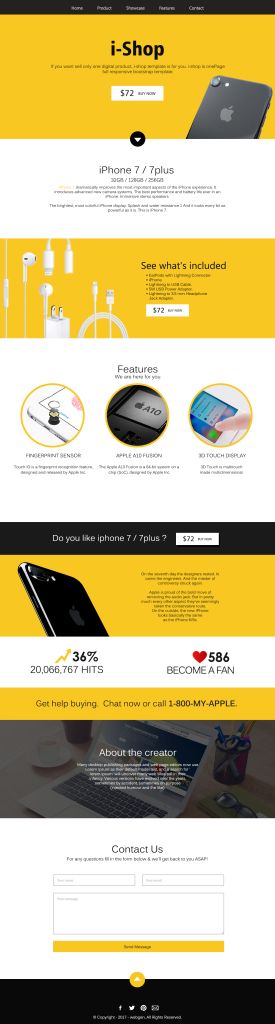 Home Product Showcase Features Contact
i-Shop
If you want sell only one digital product, i-shop template is for you. i-shop is onePage
full responsive bootstrap template.
$72 BUY NOW
iPhone 7 / 7plus
32GB / 128GB / 256GB
iPhone 7 dramatically improves the most important aspects of the iPhone experience. It
introduces advanced new camera systems. The best performance and battery life ever in an
iPhone. Immersive stereo speakers.
The brightest, most colorful iPhone display. Splash and water resistance.1 And it looks every bit as
powerful as it is. This is iPhone 7.
See what's included
• EarPods with Lightning Connector
• iPhone
• Lightning to USB Cable.
• 5W USB Power Adapter.
• Lightning to 3.5 mm Headphone
Jack Adapter.
$72 BUY NOW
Features
We are here for you
A10
FINGERPRINT SENSOR APPLE A10 FUSION 3D TOUCH DISPLAY
Touch ID is a fingerprint recognition feature, The Apple A10 Fusion is a 64-bit system on a 3D Touch is multitouch
designed and released by Apple Inc. chip (SoC), designed by Apple Inc. made multidimensional.
Do you like iphone 7 / 7plus ? $72 BUY NOW
On the seventh day the designers rested. In
came the engineers. And the master of
controversy struck again.
Apple is proud of the bold move of
removing the audio jack. But in pretty
much every other aspect they've seemingly
taken the conservative route.
On the outside, the new iPhone
looks basically the same
as the iPhone 6/6s.
36% 586
20,066,767 HITS BECOME A FAN
Get help buying. Chat now or call 1-800-MY-APPLE.
About the creator
Many desktop publishing packages and web page editors now use
Lorem Ipsum as their default model text, and a search for
'lorem ipsum' will uncover many web sites still in their
infancy. Various versions have evolved over the years,
sometimes by accident, sometimes on purpose
(injected humour and the like).
Contact Us
For any questions fill in the form below & we'll get back to you ASAP!
Your name Your email
Your message
Send Message
© Copyright - 2017 - webgen, All Rights Reserved.